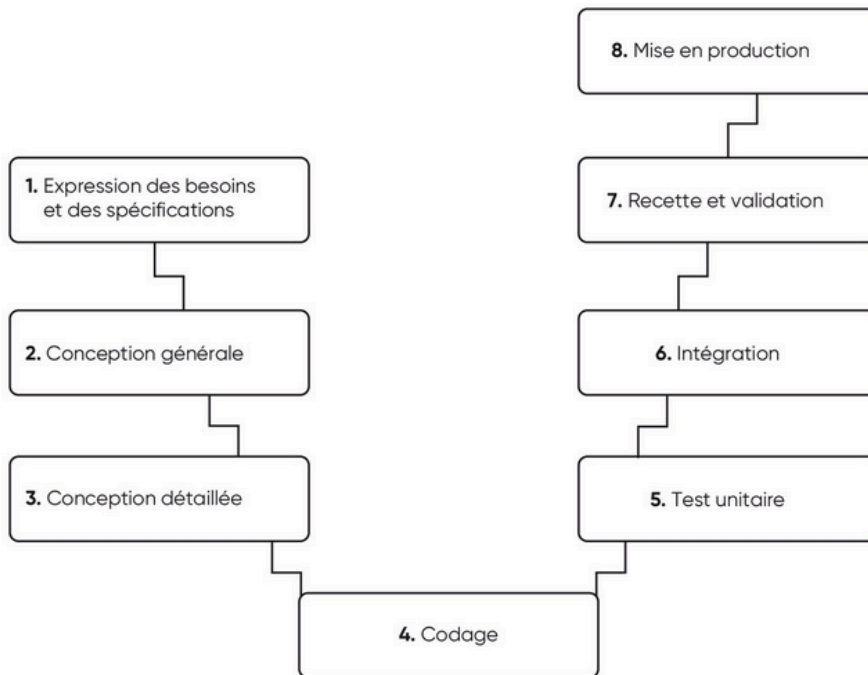 1. Expression des besoins
et des spécifications
2. Conception générale
3. Conception détaillée
4. Codage
5. Test unitaire
6. Intégration
7. Recette et validation
8. Mise en production